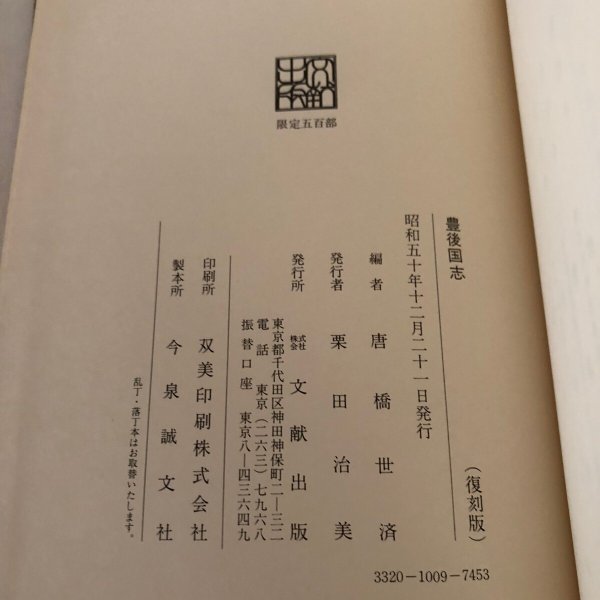 限定五百部
豊後国志
(復刻版)
昭和五十年十二月二十一日発行
編者 唐橋世済
発行者 栗田治美
発行所 株式会社 文献出版
東京都千代田区神田神保町二―三二
電話 東京(二六三)七九六八
振替口座 東京八―四三六四九
印刷所 双美印刷株式会社
製本所 今泉誠文社
乱丁・落丁本はお取替いたします。
3320-1009-7453